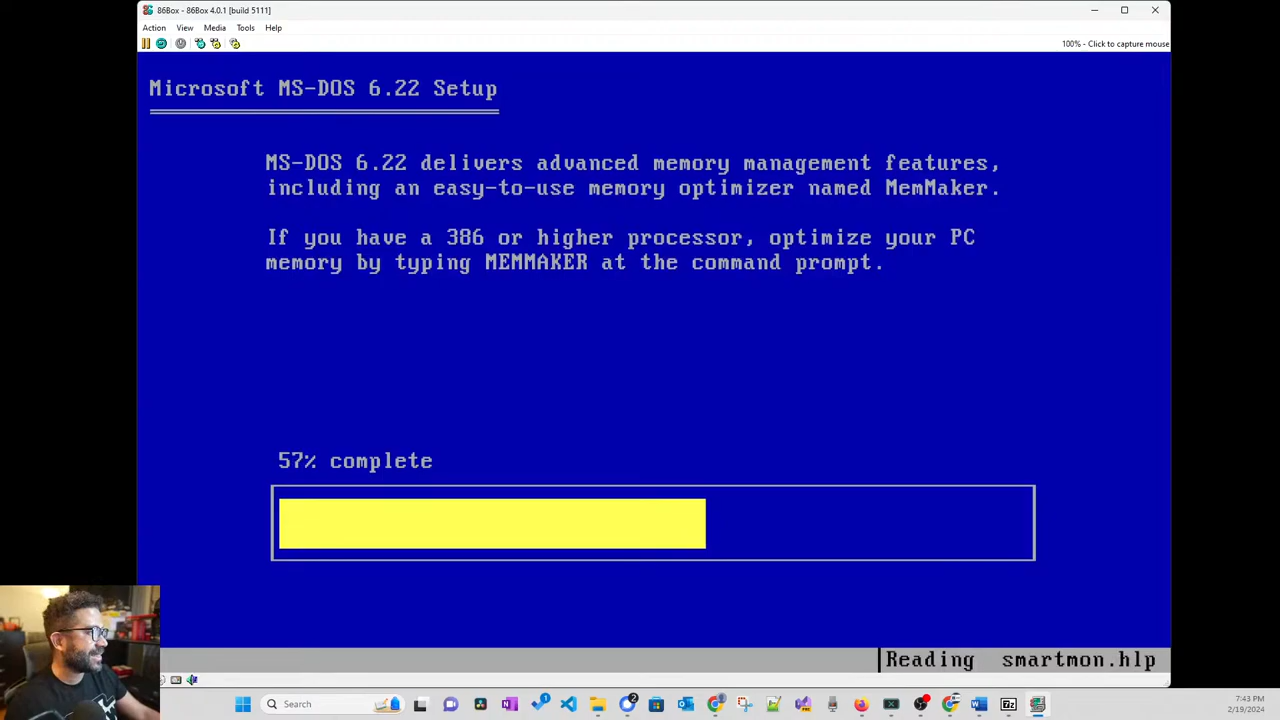 86Box - 86Box 4.0.1 [build 5111]
Action View Media Tools Help
100% - Click to capture mouse
Microsoft MS-DOS 6.22 Setup
MS-DOS 6.22 delivers advanced memory management features,
including an easy-to-use memory optimizer named MemMaker.
If you have a 386 or higher processor, optimize your PC
memory by typing MEMMAKER at the command prompt.
57% complete
Reading smartmon.hlp
Search
1
2
7z
7:43 PM
2/19/2024